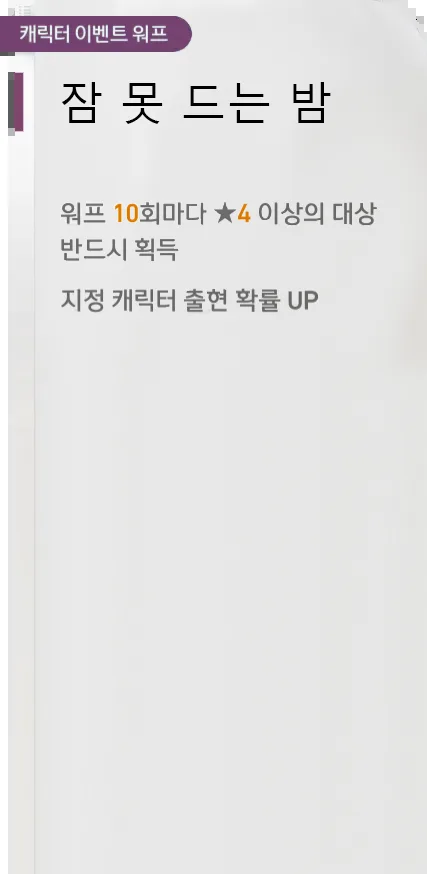 캐릭터 이벤트 워프
잠 못 드는 밤
워프 10회마다 ★4 이상의 대상
반드시 획득
지정 캐릭터 출현 확률 UP